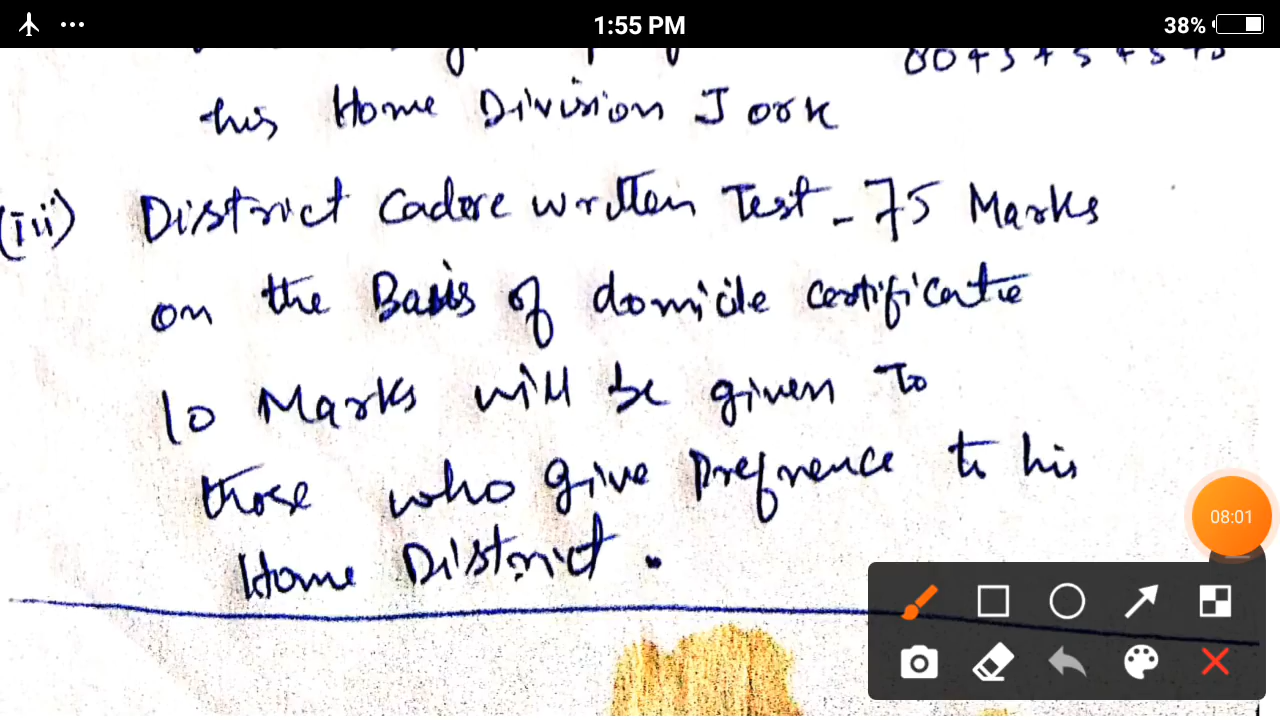 1:55 PM
38%
his Home Division J ook
(iii) District Cadre written Test - 75 Marks
on the Basis of domicile certificate
10 Marks will be given To
those who give Prefrence to his
Home District.
08:01